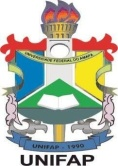 UNIVERSIDADE FEDERAL DO AMAPÁ
UNIFAP - 1990
UNIFAP